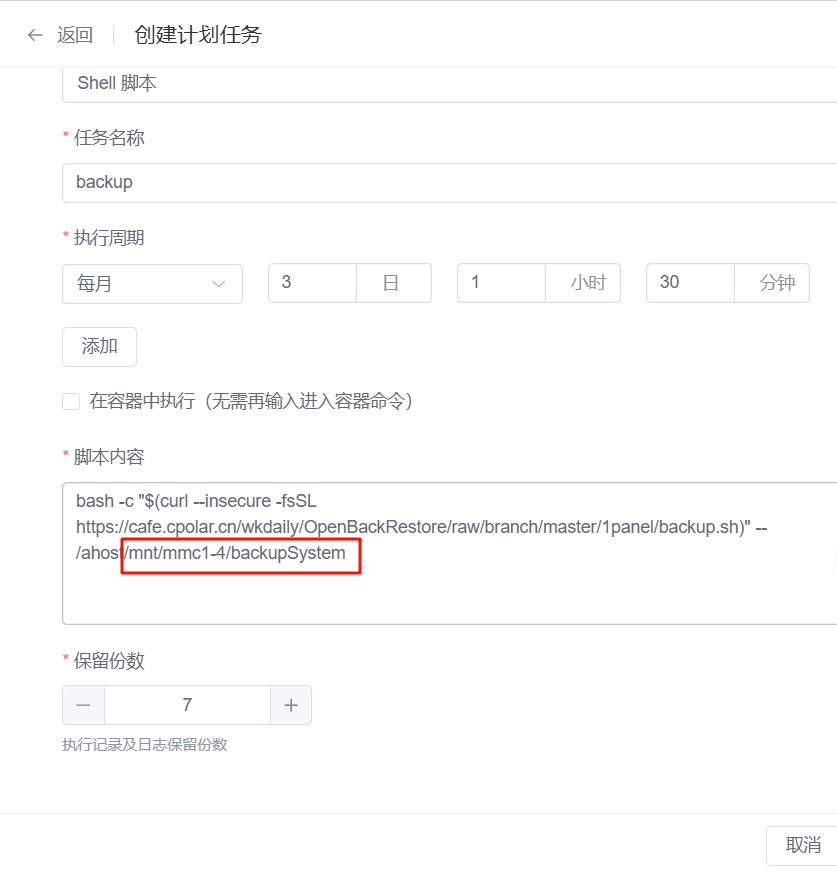 返回 创建计划任务
Shell 脚本
* 任务名称
backup
* 执行周期
每月 3 日 1 小时 30 分钟
添加
在容器中执行（无需再输入进入容器命令）
* 脚本内容
bash -c "$(curl --insecure -fsSL
https://cafe.cpolar.cn/wkdaily/OpenBackRestore/raw/branch/master/1panel/backup.sh)" --
/ahost/mnt/mmc1-4/backupSystem
* 保留份数
7
执行记录及日志保留份数
取消